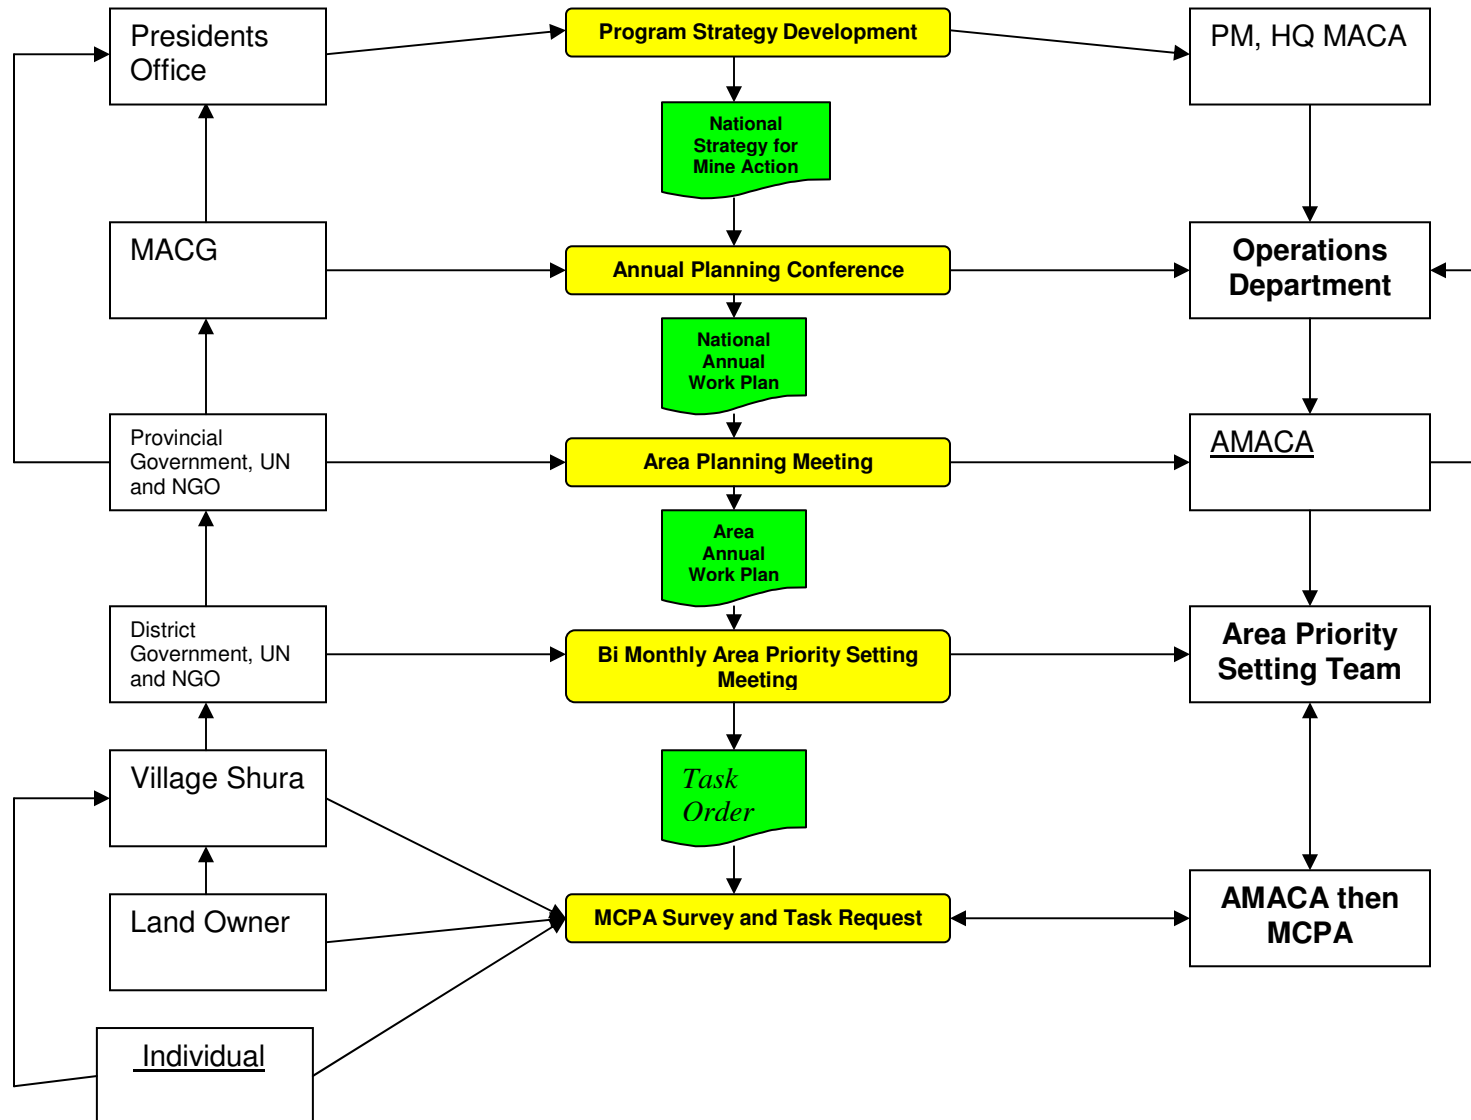 Presidents
Office
Program Strategy Development
PM, HQ MACA
National
Strategy for
Mine Action
MACG
Annual Planning Conference
Operations
Department
National
Annual
Work Plan
Provincial
Government, UN
and NGO
Area Planning Meeting
AMACA
Area
Annual
Work Plan
District
Government, UN
and NGO
Bi Monthly Area Priority Setting
Meeting
Area Priority
Setting Team
Village Shura
Task
Order
Land Owner
MCPA Survey and Task Request
AMACA then
MCPA
Individual